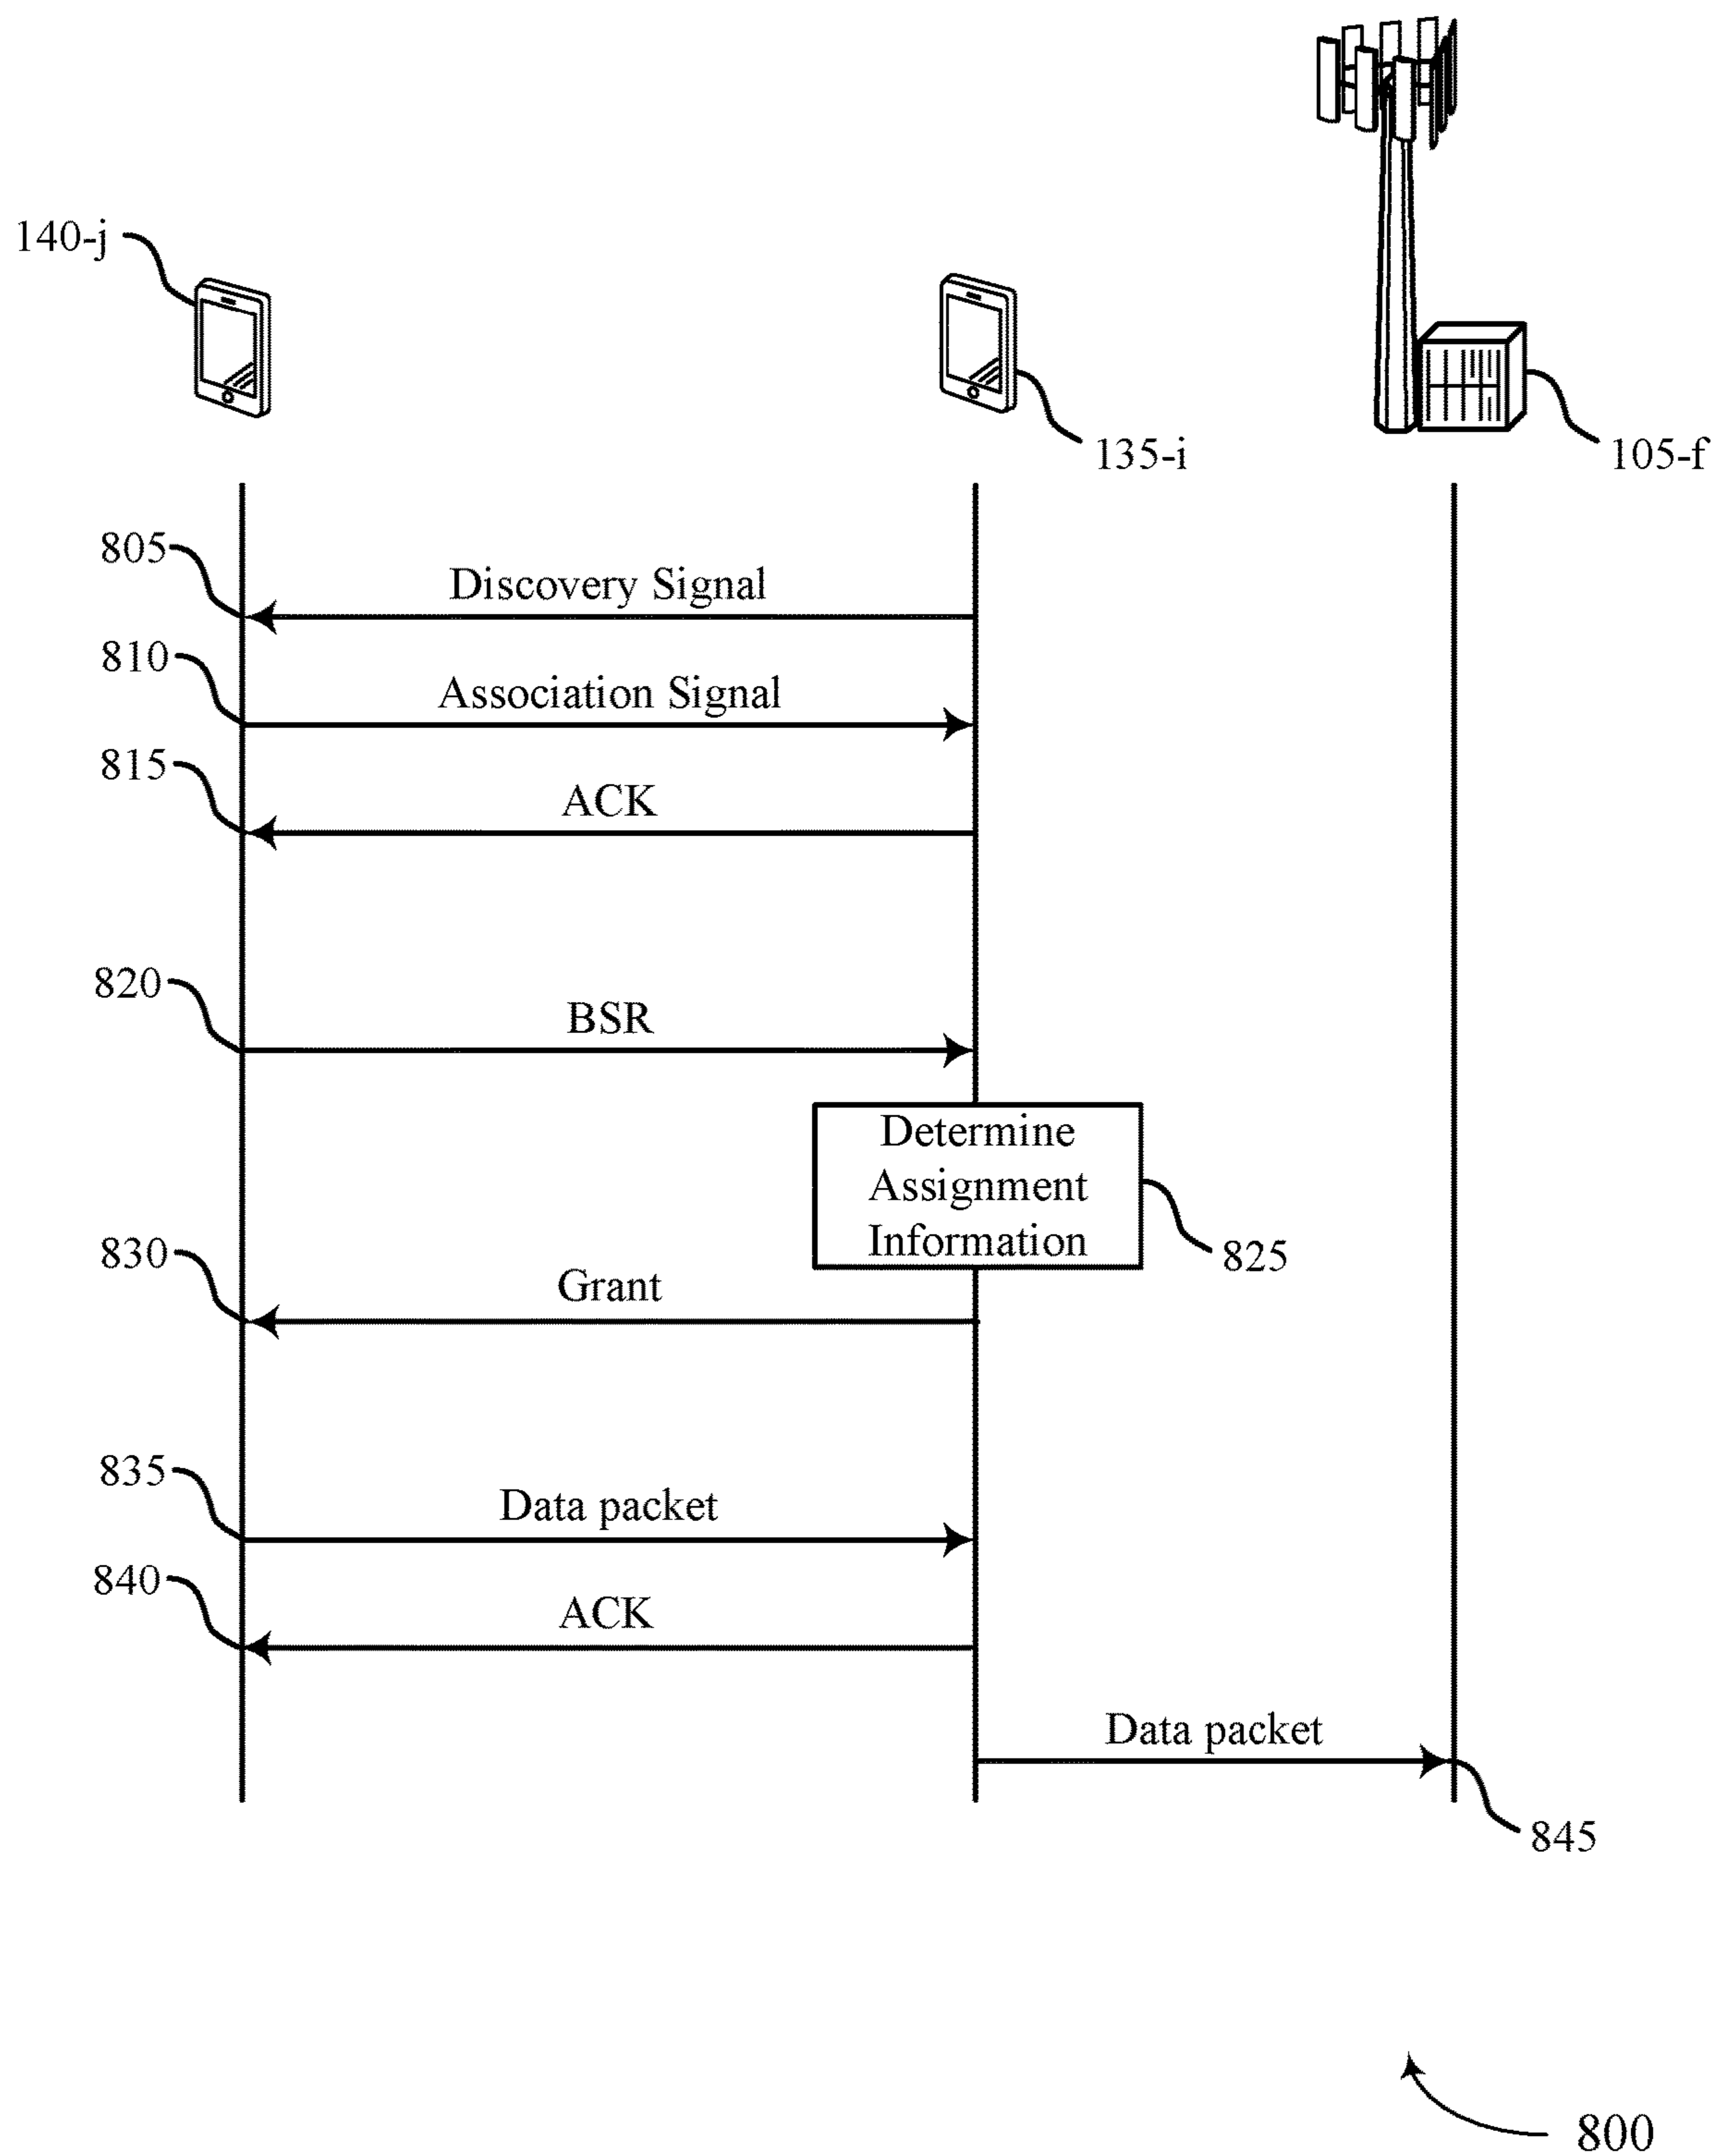 140-j
135-i
105-f
805
Discovery Signal
810
Association Signal
815
ACK
820
BSR
Determine
Assignment
Information
825
830
Grant
835
Data packet
840
ACK
Data packet
845
800